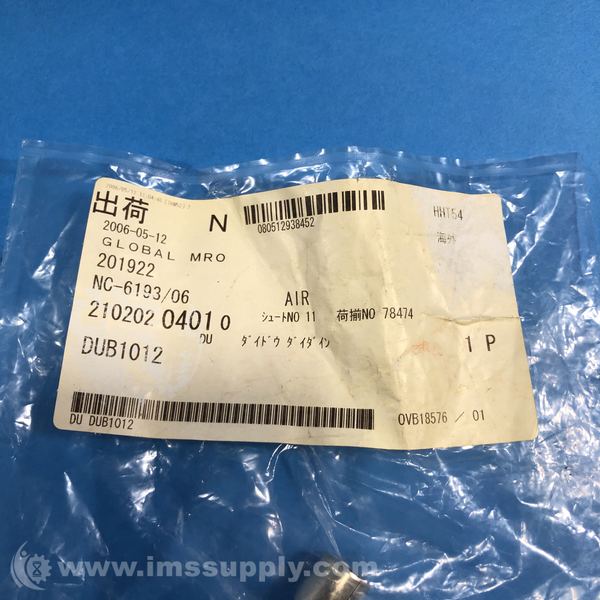 出荷 N
080512938452
HNT54
海外
2006-05-12
GLOBAL MRO
201922
NC-6193/06
AIR
シュートNO 11 荷揃NO 78474
210202 0401 0
DU ダイドウ ダイダイン
DUB1012
1 P
DU DUB1012
OVB18576 / 01
www.imssupply.com